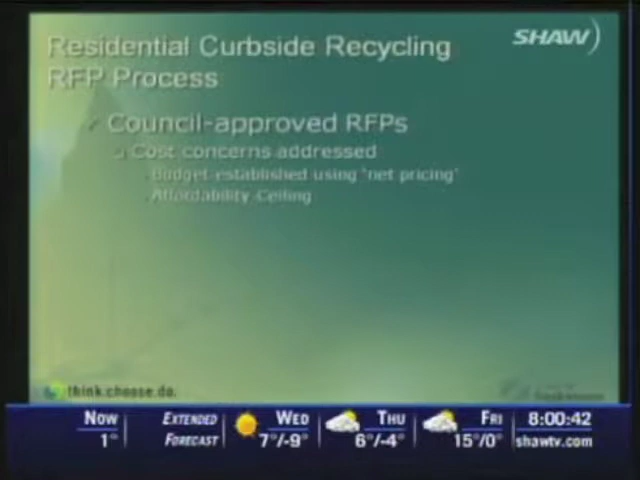 Residential Curbside Recycling
RFP Process
SHAW)
Council-approved RFPs
Cost concerns addressed
Budget established using 'net pricing'
Affordability Ceiling
think.choose.do.
NOW
1°
EXTENDED
FORECAST
WED
7°/-9°
THU
6°/-4°
FRI
15°/0°
8:00:42
shawtv.com